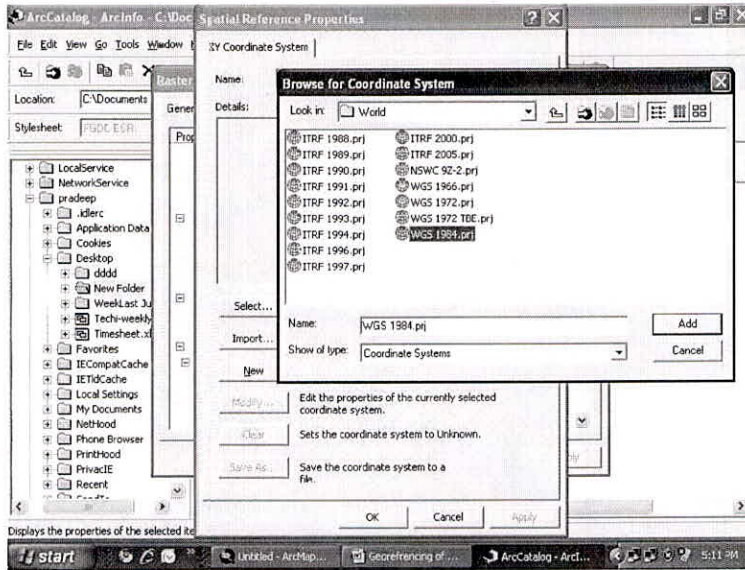 ArcCatalog - ArcInfo - C:\Doc
File Edit View Go Tools Window
Location: C:\Documents
Stylesheet: FGDC ESRI
LocalService
NetworkService
pradeep
.idlerc
Application Data
Cookies
Desktop
dddd
New Folder
WeekLast Ju
Techi-weekly
Timesheet.xl
Favorites
IECompatCache
IETldCache
Local Settings
My Documents
NetHood
Phone Browser
PrintHood
PrivacIE
Recent
Displays the properties of the selected ite
Raster
Gener
Prop
Spatial Reference Properties
XY Coordinate System
Name:
Details:
Select...
Import...
New
Modify... Edit the properties of the currently selected
coordinate system.
Clear Sets the coordinate system to Unknown.
Save As... Save the coordinate system to a
file.
OK Cancel Apply
Browse for Coordinate System
Look in: World
ITRF 1988.prj
ITRF 1989.prj
ITRF 1990.prj
ITRF 1991.prj
ITRF 1992.prj
ITRF 1993.prj
ITRF 1994.prj
ITRF 1996.prj
ITRF 1997.prj
ITRF 2000.prj
ITRF 2005.prj
NSWC 9Z-2.prj
WGS 1966.prj
WGS 1972.prj
WGS 1972 TBE.prj
WGS 1984.prj
Name: WGS 1984.prj Add
Show of type: Coordinate Systems Cancel
start Untitled - ArcMap... Georefrencing of ... ArcCatalog - ArcI... 5:11 PM